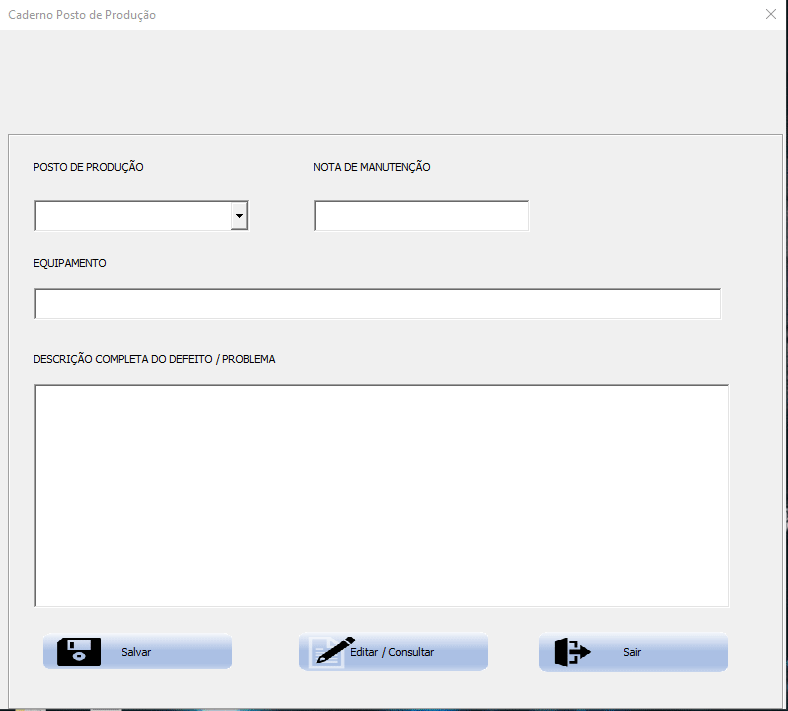 Caderno Posto de Produção
POSTO DE PRODUÇÃO
NOTA DE MANUTENÇÃO
EQUIPAMENTO
DESCRIÇÃO COMPLETA DO DEFEITO / PROBLEMA
Salvar
Editar / Consultar
Sair